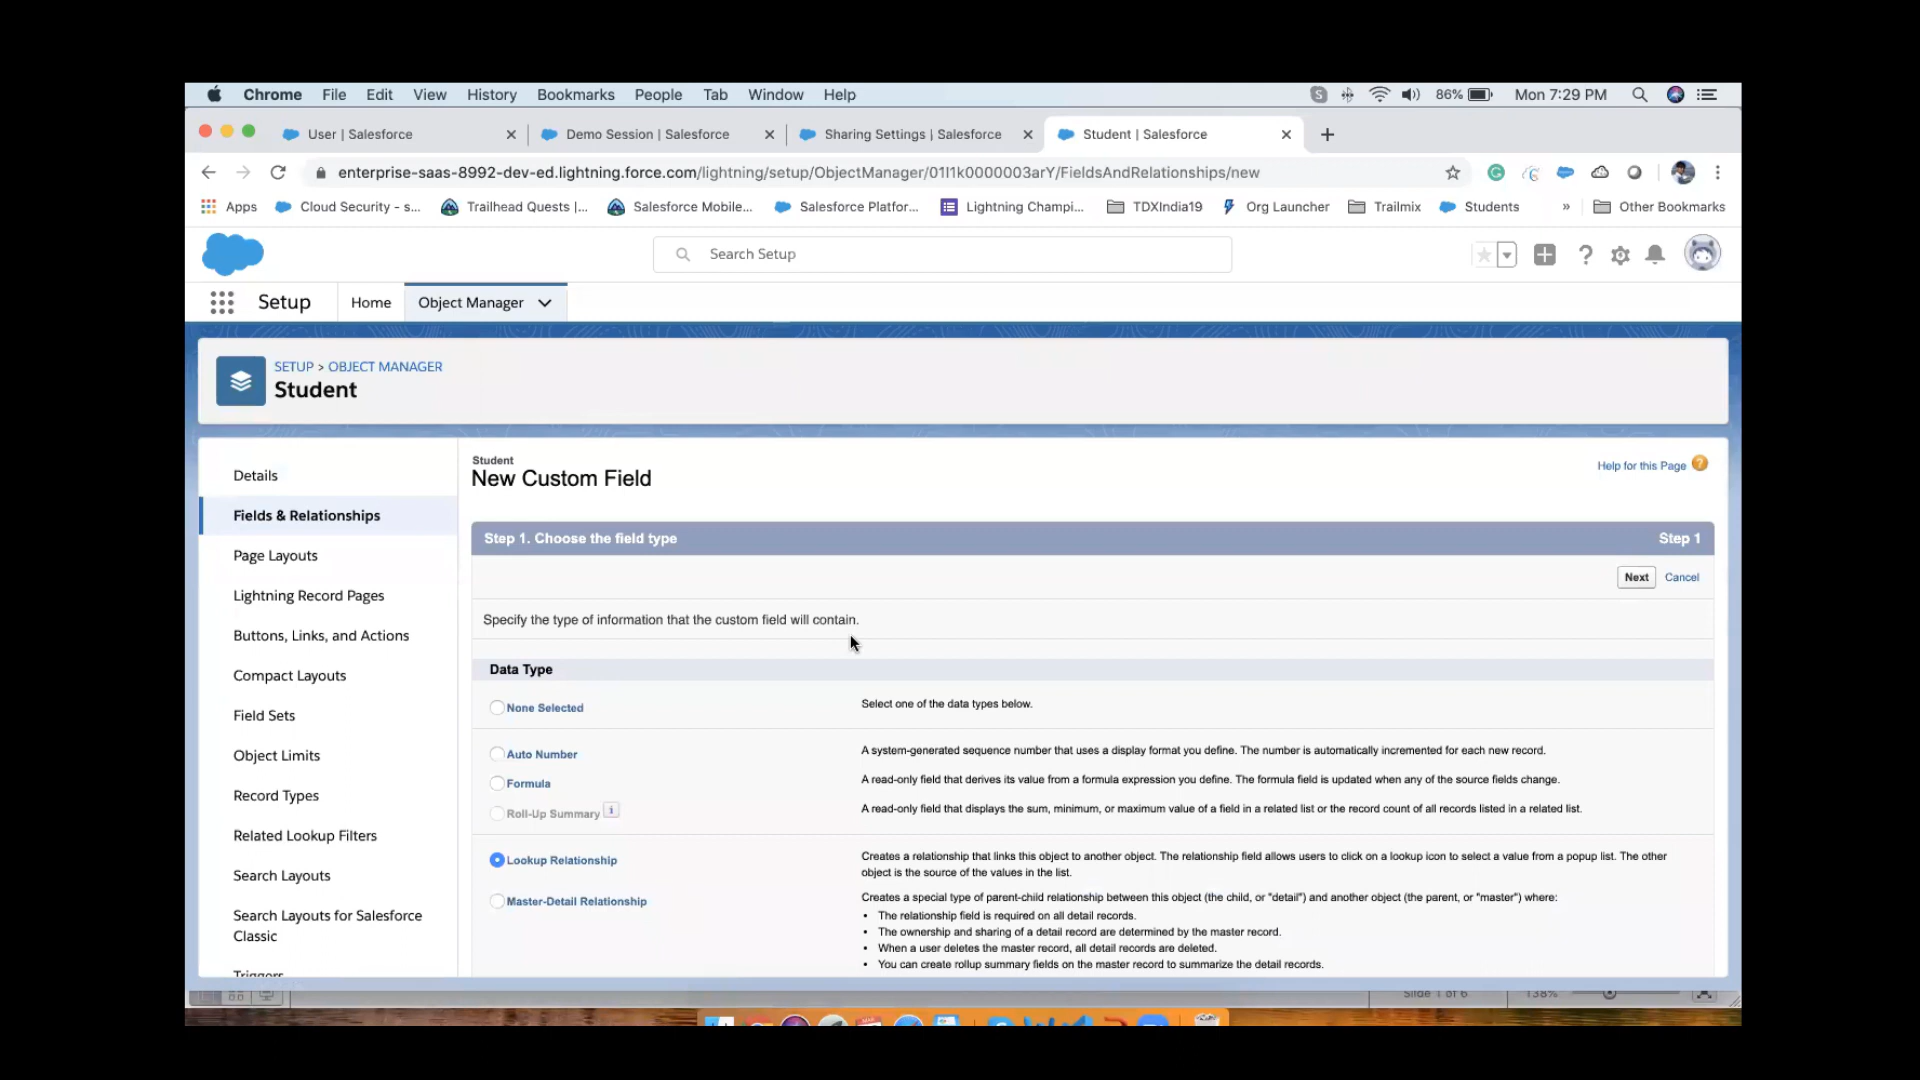 Chrome File Edit View History Bookmarks People Tab Window Help 86% Mon 7:29 PM
User | Salesforce Demo Session | Salesforce Sharing Settings | Salesforce Student | Salesforce
enterprise-saas-8992-dev-ed.lightning.force.com/lightning/setup/ObjectManager/01I1k0000003arY/FieldsAndRelationships/new
Apps Cloud Security - s... Trailhead Quests |... Salesforce Mobile... Salesforce Platfor... Lightning Champi... TDXIndia19 Org Launcher Trailmix Students » Other Bookmarks
Search Setup
Setup Home Object Manager
SETUP > OBJECT MANAGER
Student
Details
Fields & Relationships
Page Layouts
Lightning Record Pages
Buttons, Links, and Actions
Compact Layouts
Field Sets
Object Limits
Record Types
Related Lookup Filters
Search Layouts
Search Layouts for Salesforce
Classic
Triggers
Student
New Custom Field
Help for this Page
Step 1. Choose the field type Step 1
Next Cancel
Specify the type of information that the custom field will contain.
Data Type
None Selected Select one of the data types below.
Auto Number A system-generated sequence number that uses a display format you define. The number is automatically incremented for each new record.
Formula A read-only field that derives its value from a formula expression you define. The formula field is updated when any of the source fields change.
Roll-Up Summary i A read-only field that displays the sum, minimum, or maximum value of a field in a related list or the record count of all records listed in a related list.
Lookup Relationship Creates a relationship that links this object to another object. The relationship field allows users to click on a lookup icon to select a value from a popup list. The other
object is the source of the values in the list.
Master-Detail Relationship Creates a special type of parent-child relationship between this object (the child, or "detail") and another object (the parent, or "master") where:
• The relationship field is required on all detail records.
• The ownership and sharing of a detail record are determined by the master record.
• When a user deletes the master record, all detail records are deleted.
• You can create rollup summary fields on the master record to summarize the detail records.
Slide 1 of 6 138%